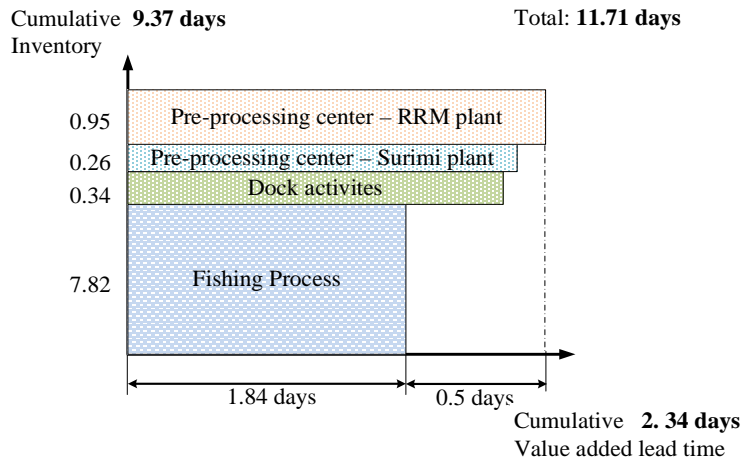 Cumulative 9.37 days
Inventory
Total: 11.71 days
0.95
Pre-processing center – RRM plant
0.26
Pre-processing center – Surimi plant
0.34
Dock activites
7.82
Fishing Process
1.84 days
0.5 days
Cumulative 2. 34 days
Value added lead time